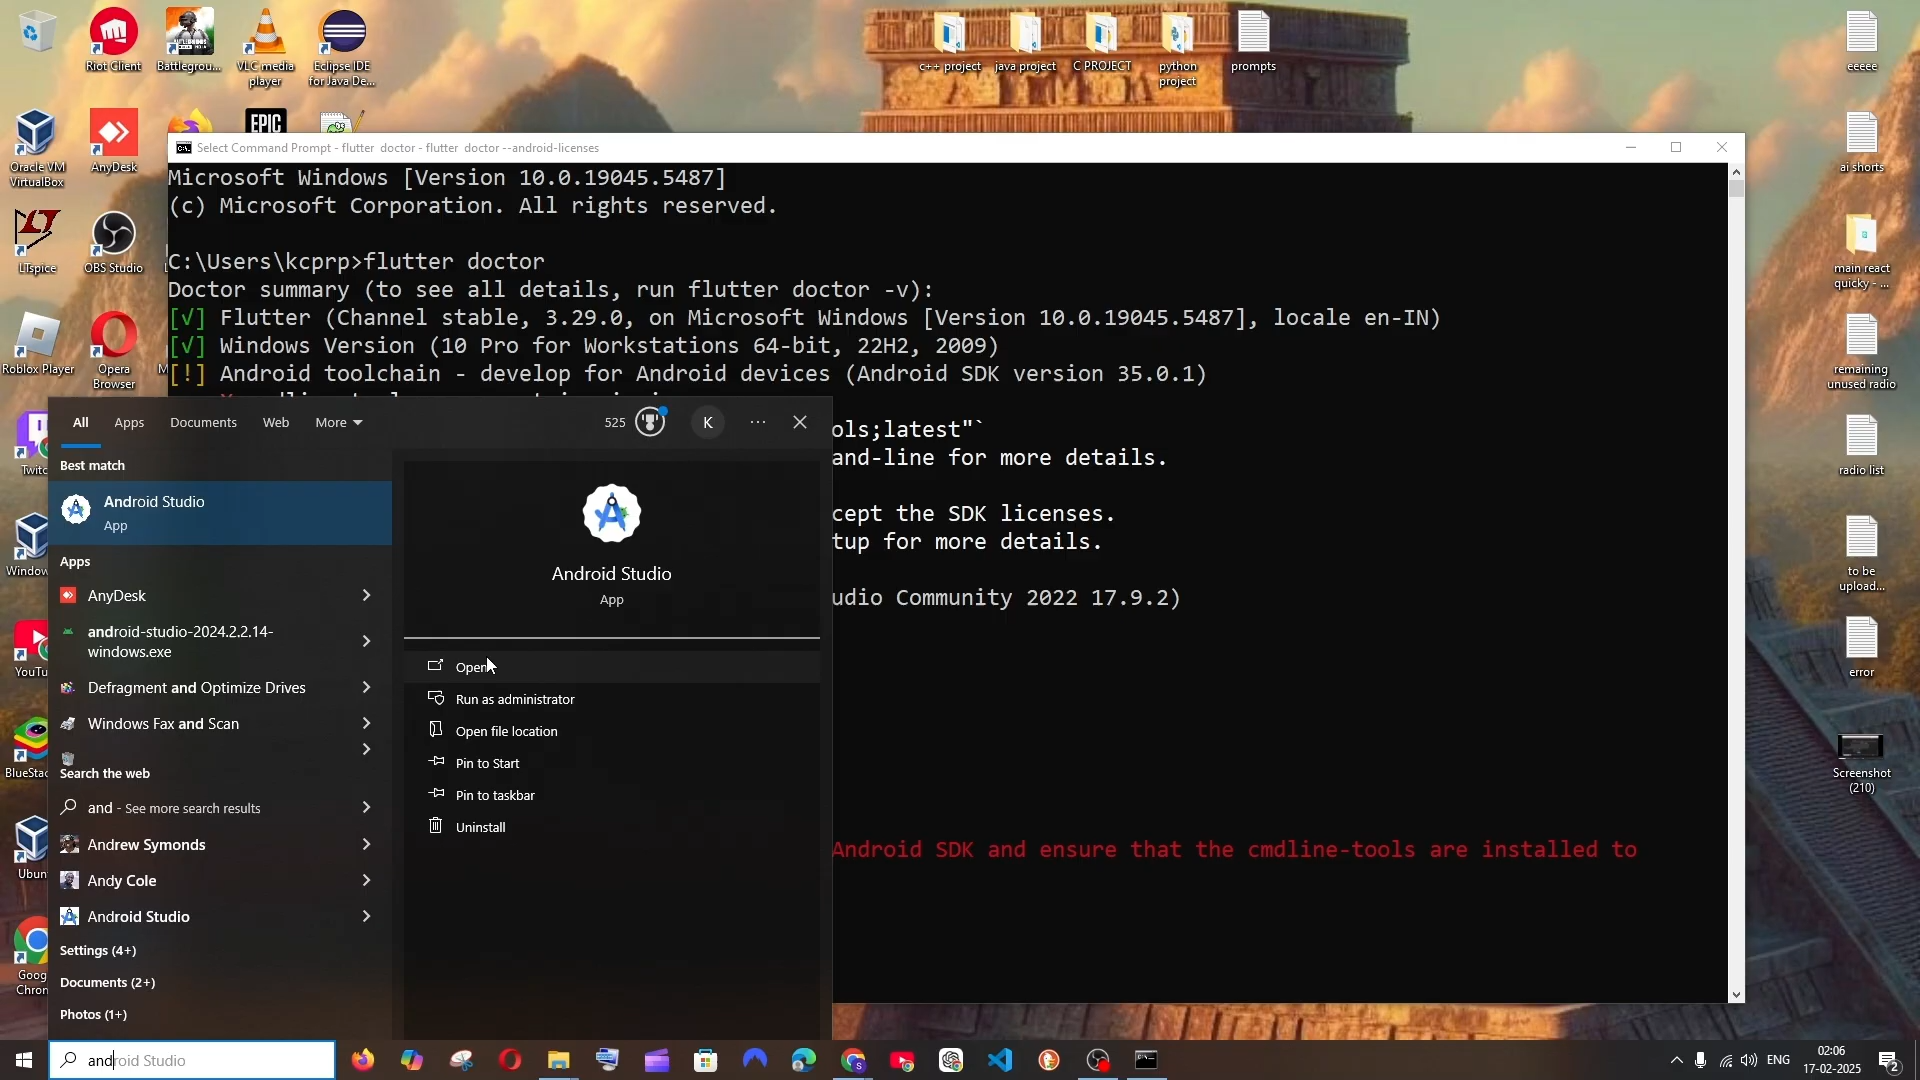 Riot Client
Battlegrou...
VLC media
player
Eclipse IDE
for Java De...
c++ project
java project
C PROJECT
python
project
prompts
eeeee
Oracle VM
VirtualBox
AnyDesk
EPIC
ai shorts
LTspice
OBS Studio
main react
quicky - ...
Roblox Player
Opera
Browser
remaining
unused radio
radio list
to be
upload...
error
Screenshot
(210)
Select Command Prompt - flutter doctor - flutter doctor --android-licenses
Microsoft Windows [Version 10.0.19045.5487]
(c) Microsoft Corporation. All rights reserved.
C:\Users\kcprp>flutter doctor
Doctor summary (to see all details, run flutter doctor -v):
[√] Flutter (Channel stable, 3.29.0, on Microsoft Windows [Version 10.0.19045.5487], locale en-IN)
[√] Windows Version (10 Pro for Workstations 64-bit, 22H2, 2009)
[!] Android toolchain - develop for Android devices (Android SDK version 35.0.1)
ols;latest"`
and-line for more details.
cept the SDK licenses.
tup for more details.
udio Community 2022 17.9.2)
Android SDK and ensure that the cmdline-tools are installed to
All Apps Documents Web More 525 K ...
Best match
Android Studio
App
Apps
AnyDesk
android-studio-2024.2.2.14-
windows.exe
Defragment and Optimize Drives
Windows Fax and Scan
Search the web
and - See more search results
Andrew Symonds
Andy Cole
Android Studio
Settings (4+)
Documents (2+)
Photos (1+)
Android Studio
App
Open
Run as administrator
Open file location
Pin to Start
Pin to taskbar
Uninstall
Twitc
Window
YouTu
BlueStac
Ubun
Goog
Chron
android Studio
ENG
02:06
17-02-2025
2